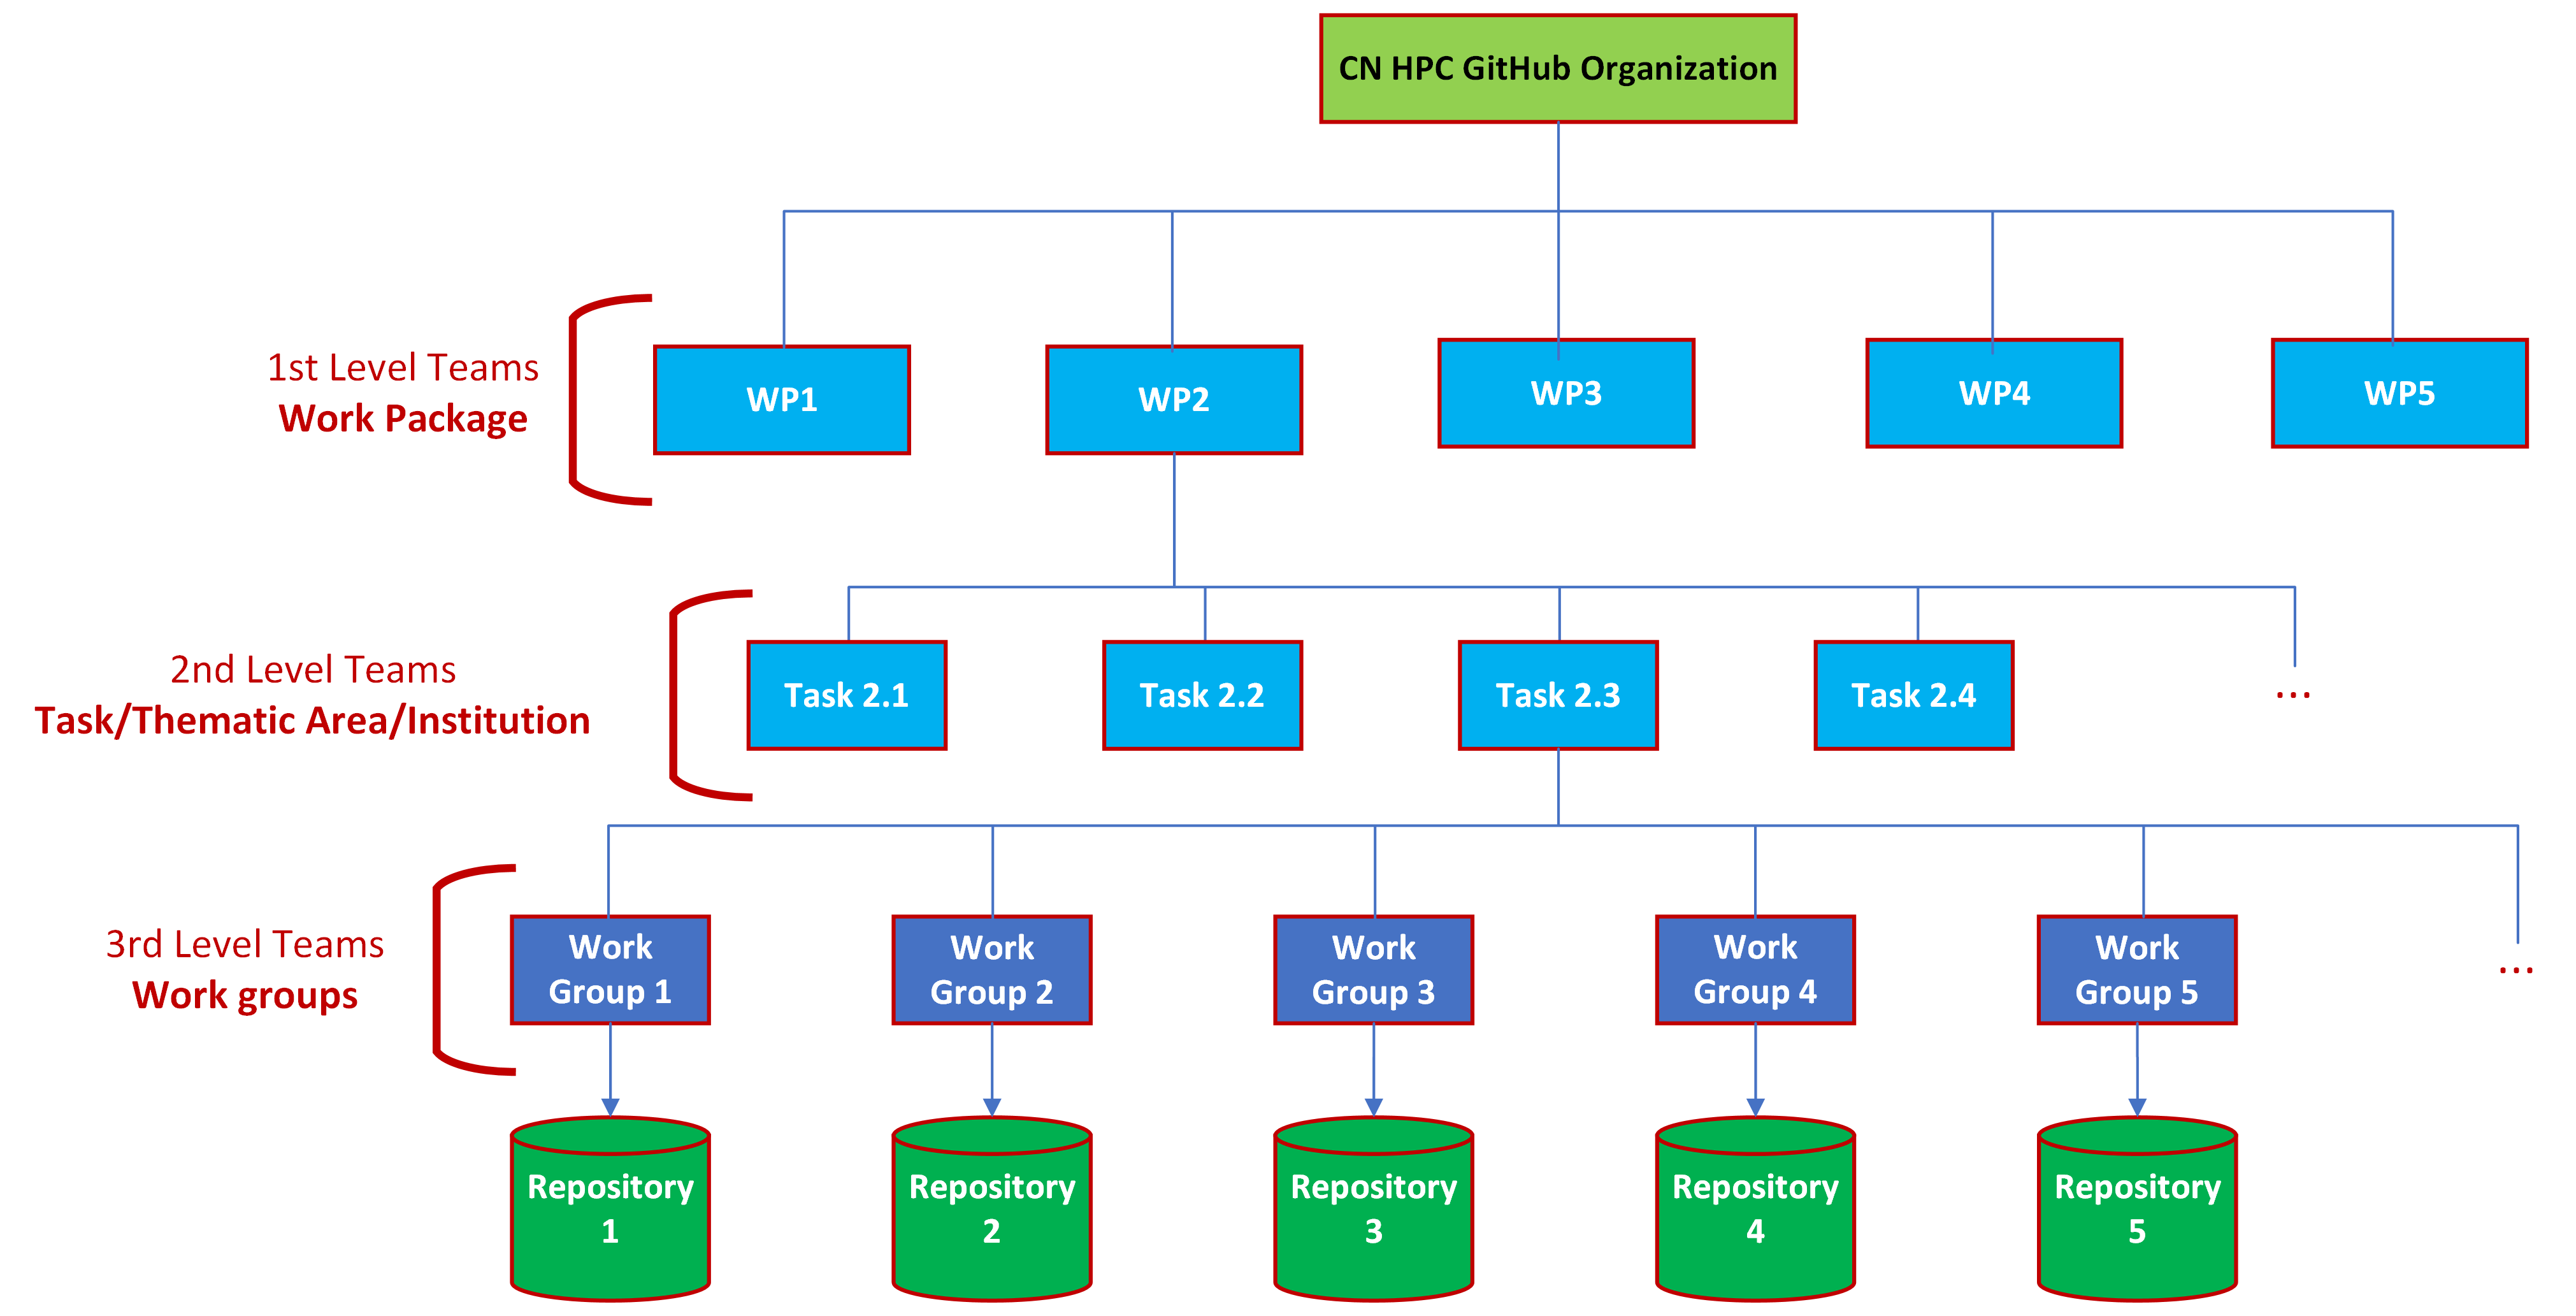 CN HPC GitHub Organization
1st Level Teams
Work Package
WP1
WP2
WP3
WP4
WP5
2nd Level Teams
Task/Thematic Area/Institution
Task 2.1
Task 2.2
Task 2.3
Task 2.4
...
3rd Level Teams
Work groups
Work
Group 1
Work
Group 2
Work
Group 3
Work
Group 4
Work
Group 5
...
Repository
1
Repository
2
Repository
3
Repository
4
Repository
5